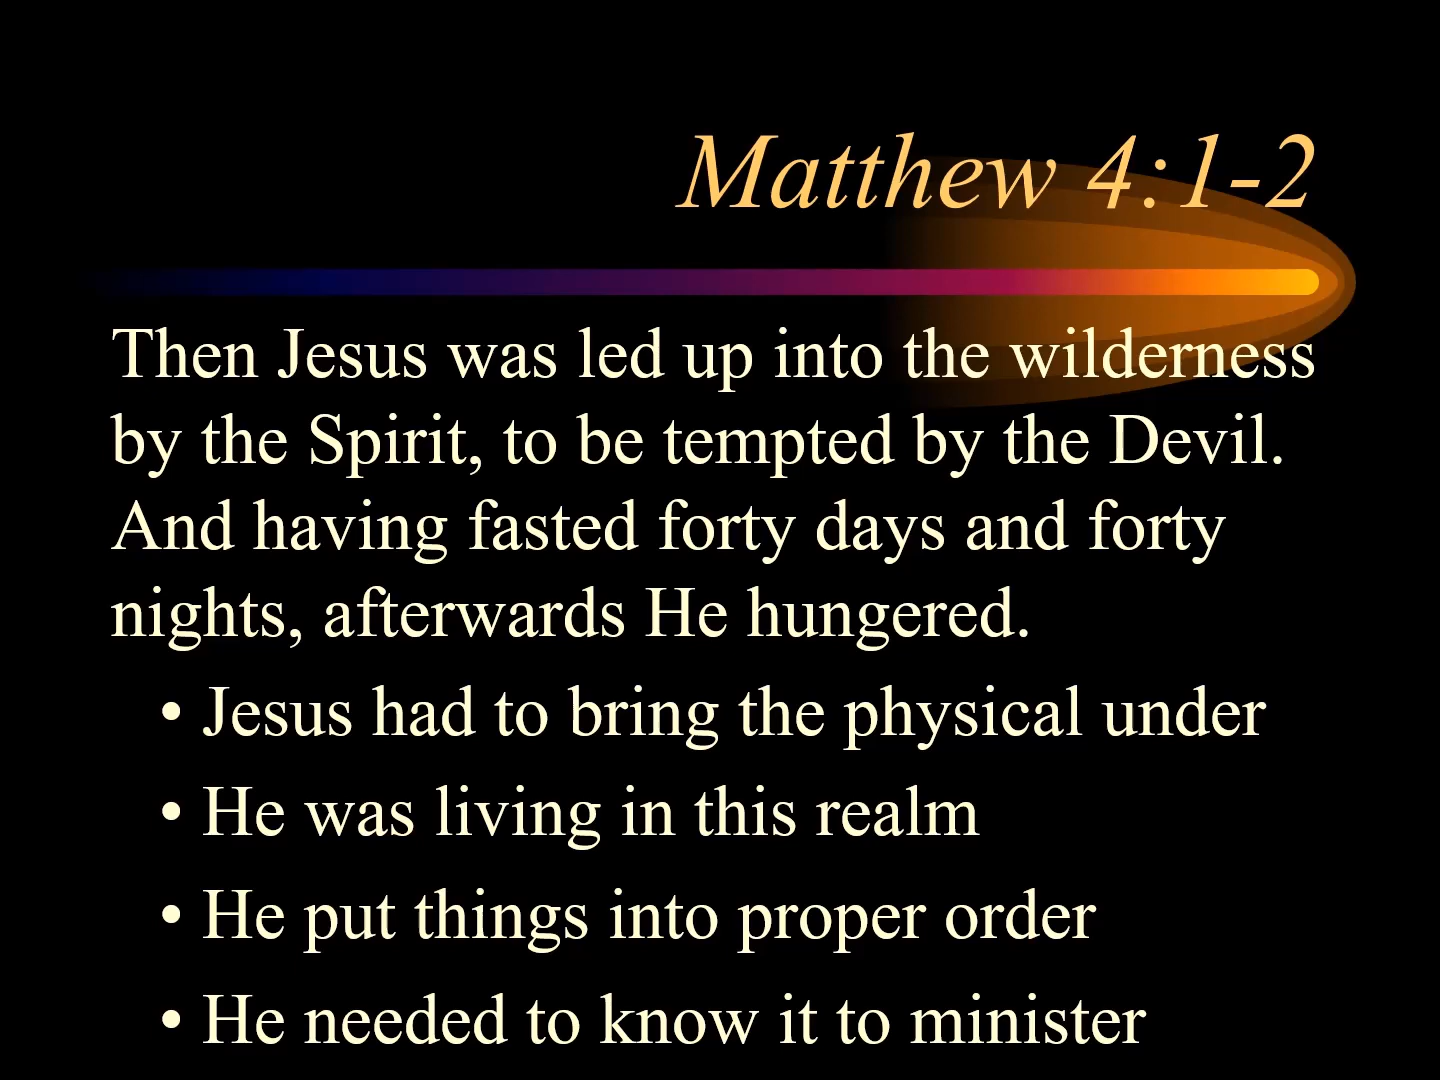 Matthew 4:1-2
Then Jesus was led up into the wilderness
by the Spirit, to be tempted by the Devil.
And having fasted forty days and forty
nights, afterwards He hungered.
• Jesus had to bring the physical under
• He was living in this realm
• He put things into proper order
• He needed to know it to minister